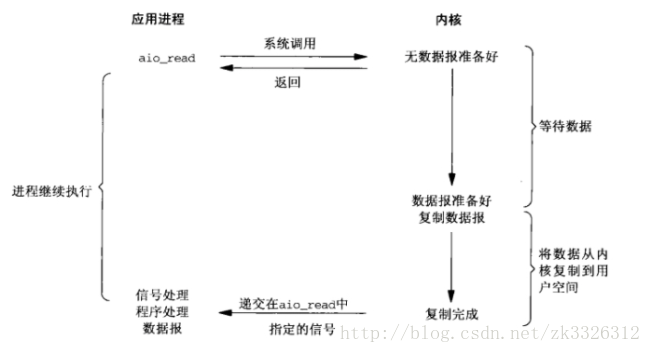 应用进程
内核
系统调用
aio_read
无数据报准备好
返回
等待数据
进程继续执行
数据报准备好
复制数据报
将数据从内
核复制到用
户空间
信号处理
程序处理
数据报
递交在aio_read中
指定的信号
复制完成
http://blog.csdn.net/zk3326312